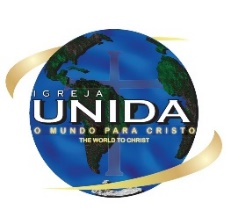 IGREJA
UNIDA
O MUNDO PARA CRISTO
THE WORLD TO CHRIST